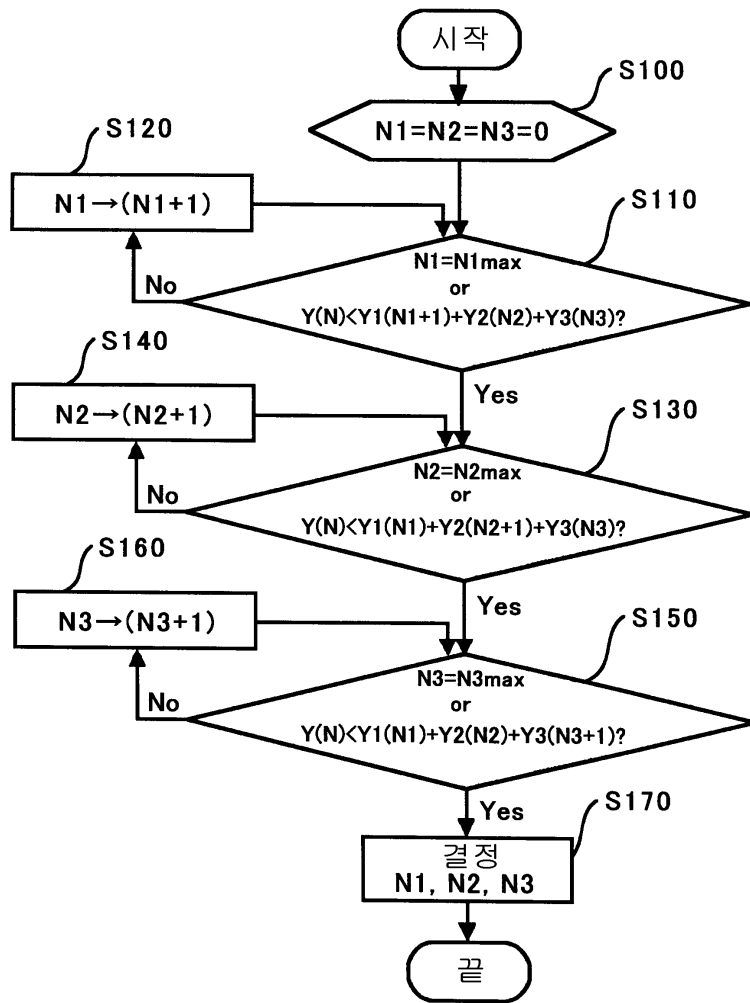 시작
S100
N1=N2=N3=0
S120
N1→(N1+1)
S110
N1=N1max
or
Y(N)<Y1(N1+1)+Y2(N2)+Y3(N3)?
No
Yes
S140
N2→(N2+1)
S130
N2=N2max
or
Y(N)<Y1(N1)+Y2(N2+1)+Y3(N3)?
No
Yes
S160
N3→(N3+1)
S150
N3=N3max
or
Y(N)<Y1(N1)+Y2(N2)+Y3(N3+1)?
No
Yes
S170
결정
N1, N2, N3
끝